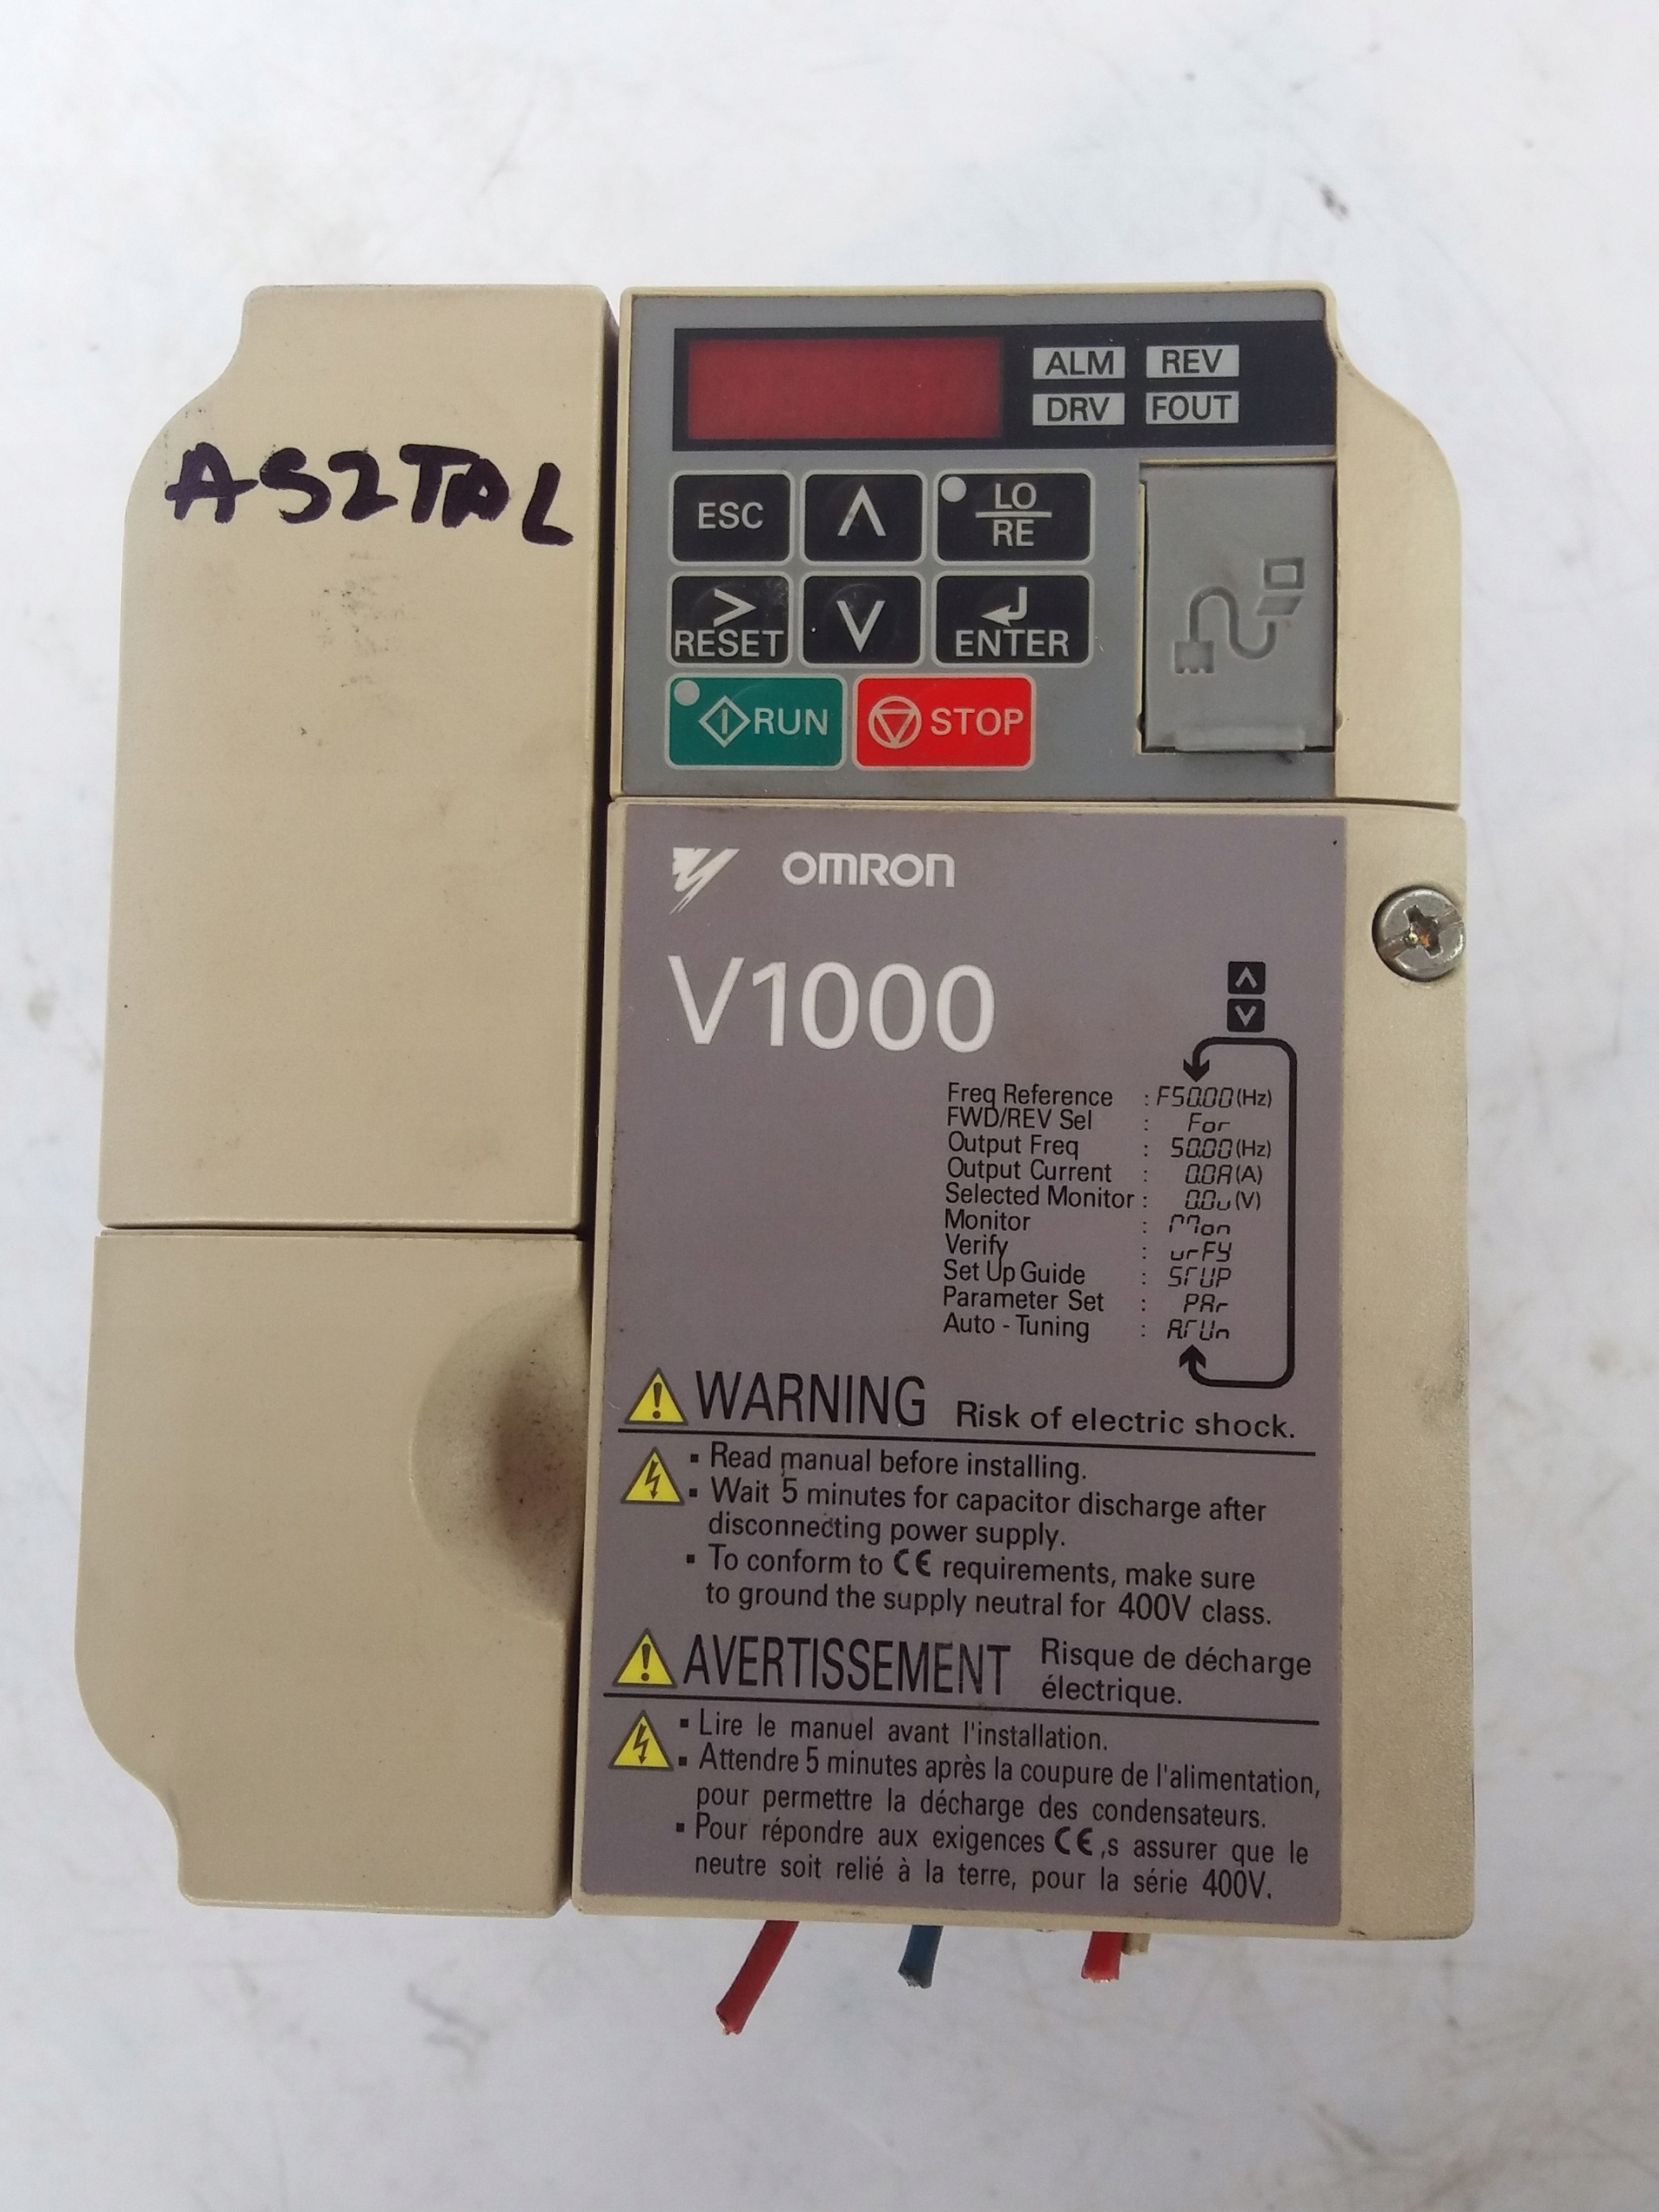 ALM REV
DRV FOUT
ASZTAL
ESC LO
RE
RESET ENTER
RUN STOP
OMRON
V1000
Freq Reference : F50.00(Hz)
FWD/REV Sel : For
Output Freq : 50.00(Hz)
Output Current : 0.0A(A)
Selected Monitor : 0.0v(V)
Monitor : Mon
Verify : vrFY
Set Up Guide : STUP
Parameter Set : PAr
Auto - Tuning : ATUn
WARNING Risk of electric shock.
▪ Read manual before installing.
▪ Wait 5 minutes for capacitor discharge after
disconnecting power supply.
▪ To conform to CE requirements, make sure
to ground the supply neutral for 400V class.
AVERTISSEMENT Risque de décharge
électrique.
▪ Lire le manuel avant l'installation.
▪ Attendre 5 minutes après la coupure de l'alimentation,
pour permettre la décharge des condensateurs.
▪ Pour répondre aux exigences CE ,s assurer que le
neutre soit relié à la terre, pour la série 400V.